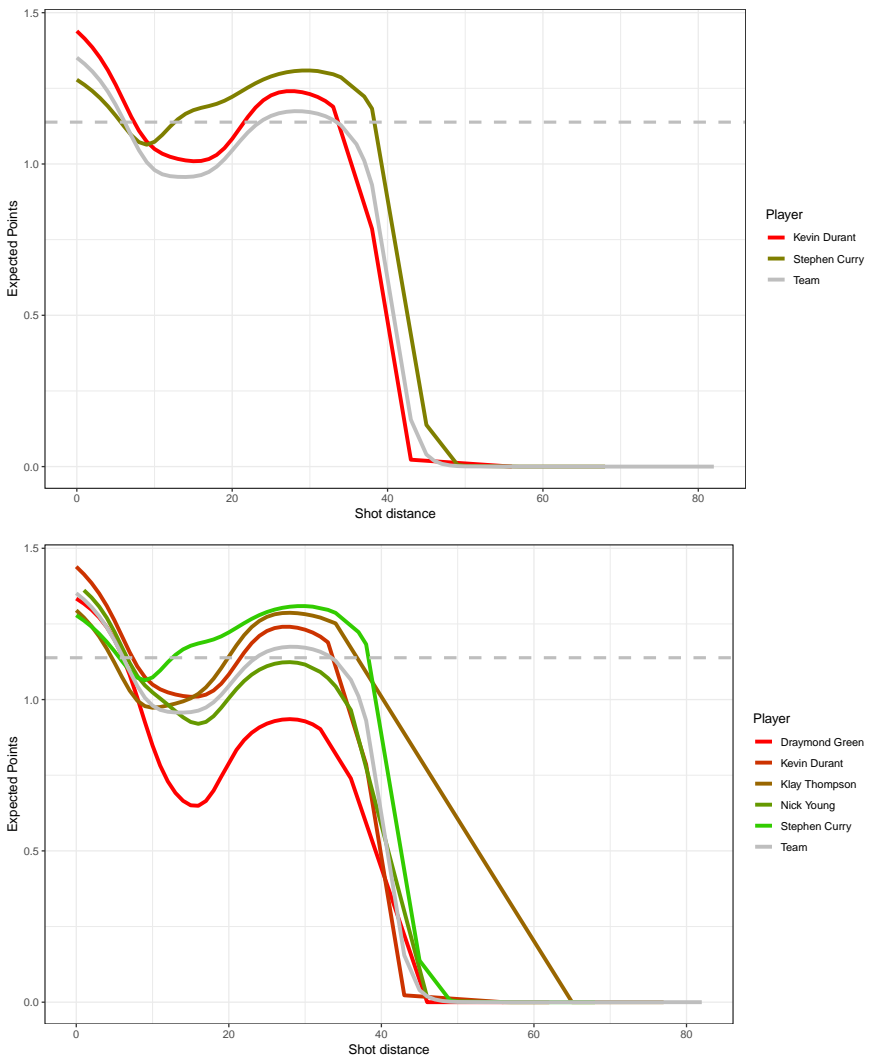 1.5
1.0
0.5
0.0
Expected Points
0 20 40 60 80
Shot distance
Player
Kevin Durant
Stephen Curry
Team
1.5
1.0
0.5
0.0
Expected Points
0 20 40 60 80
Shot distance
Player
Draymond Green
Kevin Durant
Klay Thompson
Nick Young
Stephen Curry
Team